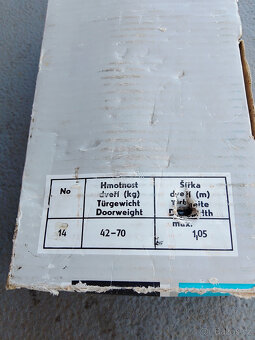 No
Hmotnost
dveří (kg)
Türgewicht
Doorweight
Šířka
dveří (m)
max.
14
42-70
1,05